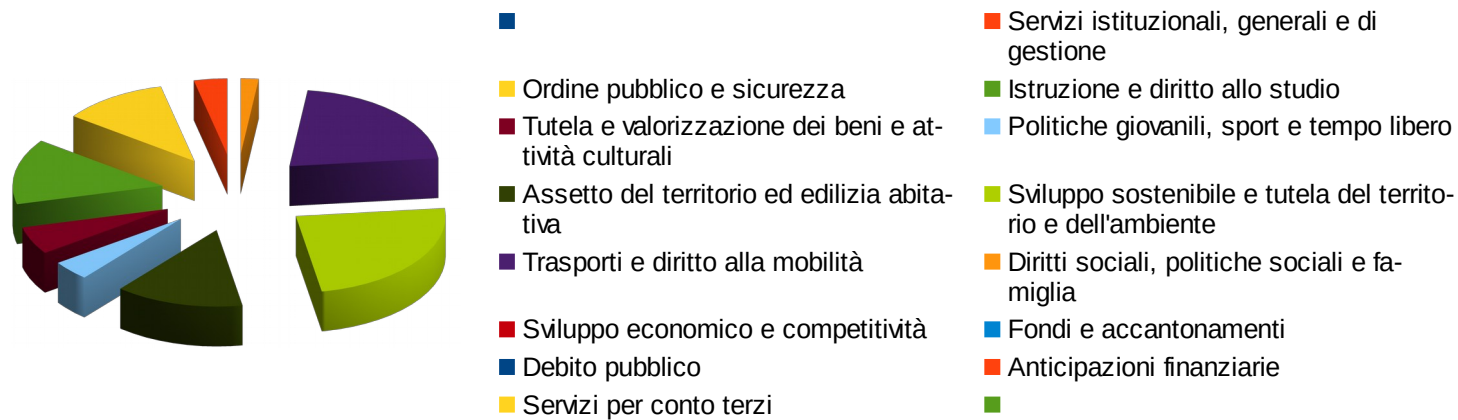 Servizi istituzionali, generali e di
gestione
Ordine pubblico e sicurezza
Istruzione e diritto allo studio
Tutela e valorizzazione dei beni e at-
tività culturali
Politiche giovanili, sport e tempo libero
Assetto del territorio ed edilizia abita-
tiva
Sviluppo sostenibile e tutela del territo-
rio e dell'ambiente
Trasporti e diritto alla mobilità
Diritti sociali, politiche sociali e fa-
miglia
Sviluppo economico e competitività
Fondi e accantonamenti
Debito pubblico
Anticipazioni finanziarie
Servizi per conto terzi